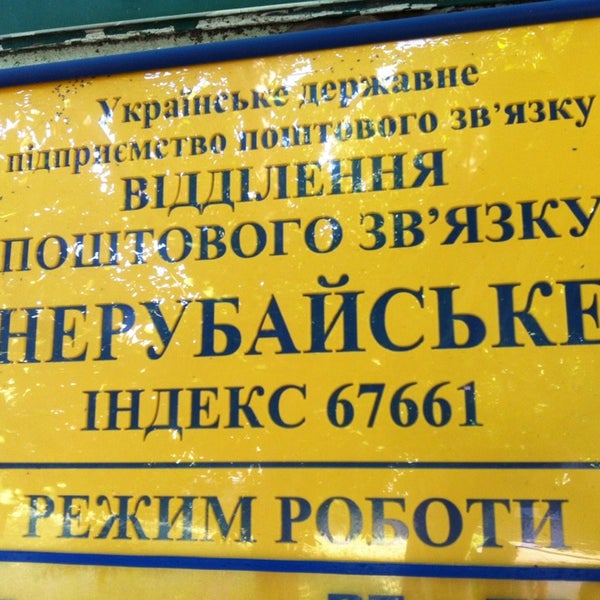 Українське державне
підприємство поштового зв'язку
ВІДДІЛЕННЯ
ПОШТОВОГО ЗВ'ЯЗКУ
НЕРУБАЙСЬКЕ
ІНДЕКС 67661
РЕЖИМ РОБОТИ